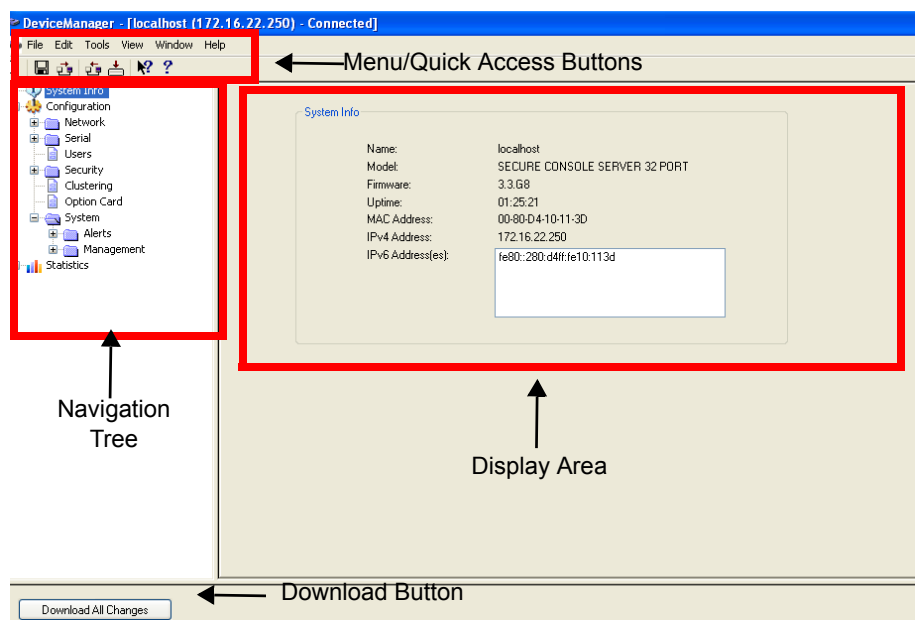 DeviceManager - [localhost (172.16.22.250) - Connected]
File Edit Tools View Window Help
Menu/Quick Access Buttons
System Info
Configuration
Network
Serial
Users
Security
Clustering
Option Card
System
Alerts
Management
Statistics
System Info
Name: localhost
Model: SECURE CONSOLE SERVER 32 PORT
Firmware: 3.3.G8
Uptime: 01:25:21
MAC Address: 00-80-D4-10-11-3D
IPv4 Address: 172.16.22.250
IPv6 Address(es): fe80::280:d4ff:fe10:113d
Navigation
Tree
Display Area
Download Button
Download All Changes